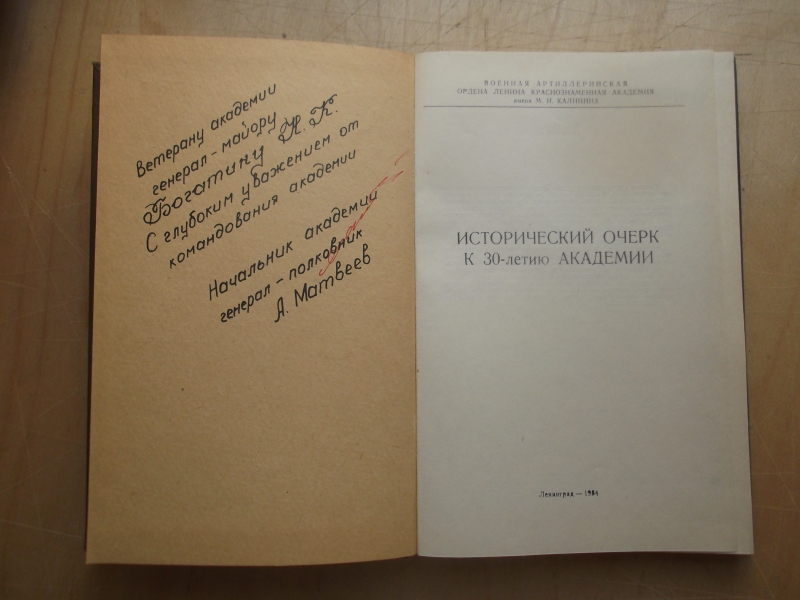 Ветерану академии
генерал-майору
Богатину Н. К.
С глубоким уважением от
командования академии
Начальник академии
генерал-полковник
А. Матвеев
ВОЕННАЯ АРТИЛЛЕРИЙСКАЯ
ОРДЕНА ЛЕНИНА КРАСНОЗНАМЕННАЯ АКАДЕМИЯ
имени М. И. КАЛИНИНА
ИСТОРИЧЕСКИЙ ОЧЕРК
К 30-летию АКАДЕМИИ
Ленинград — 1984